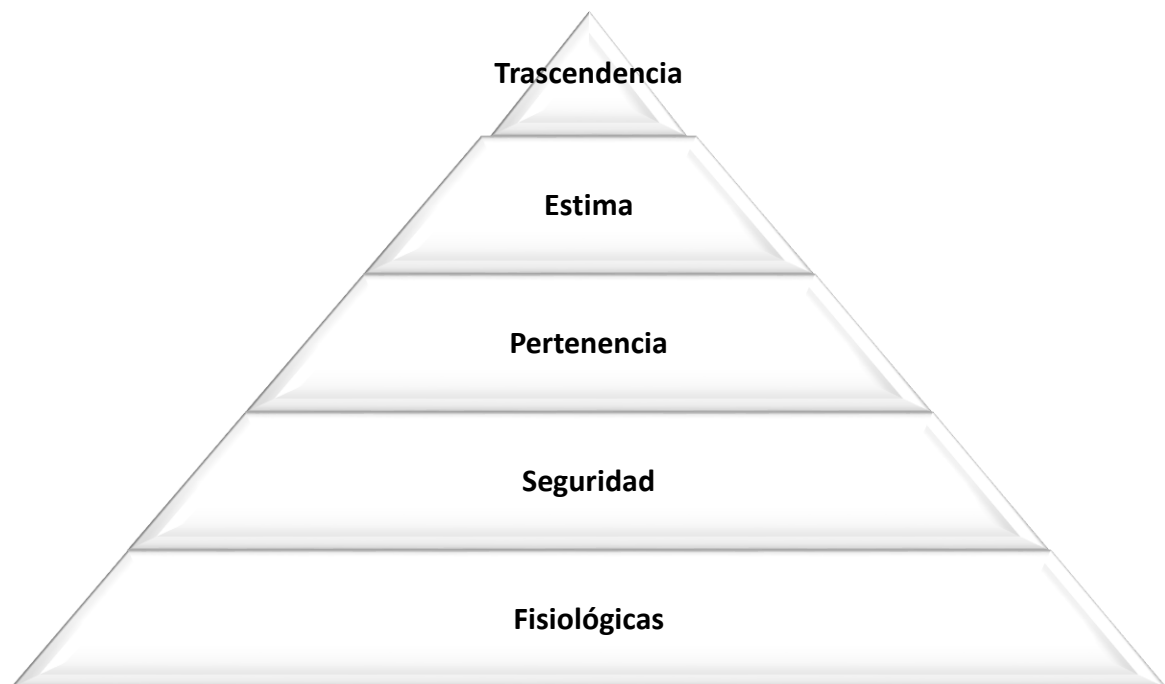 Trascendencia
Estima
Pertenencia
Seguridad
Fisiológicas